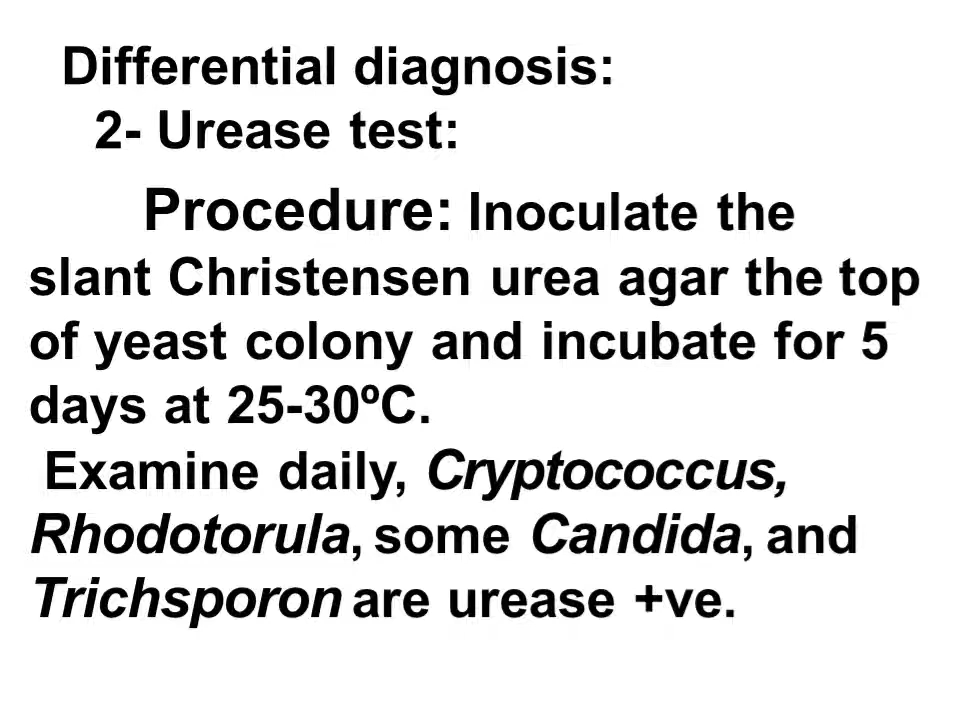 Differential diagnosis:
2- Urease test:
Procedure: Inoculate the
slant Christensen urea agar the top
of yeast colony and incubate for 5
days at 25-30ºC.
Examine daily, Cryptococcus,
Rhodotorula, some Candida, and
Trichsporon are urease +ve.